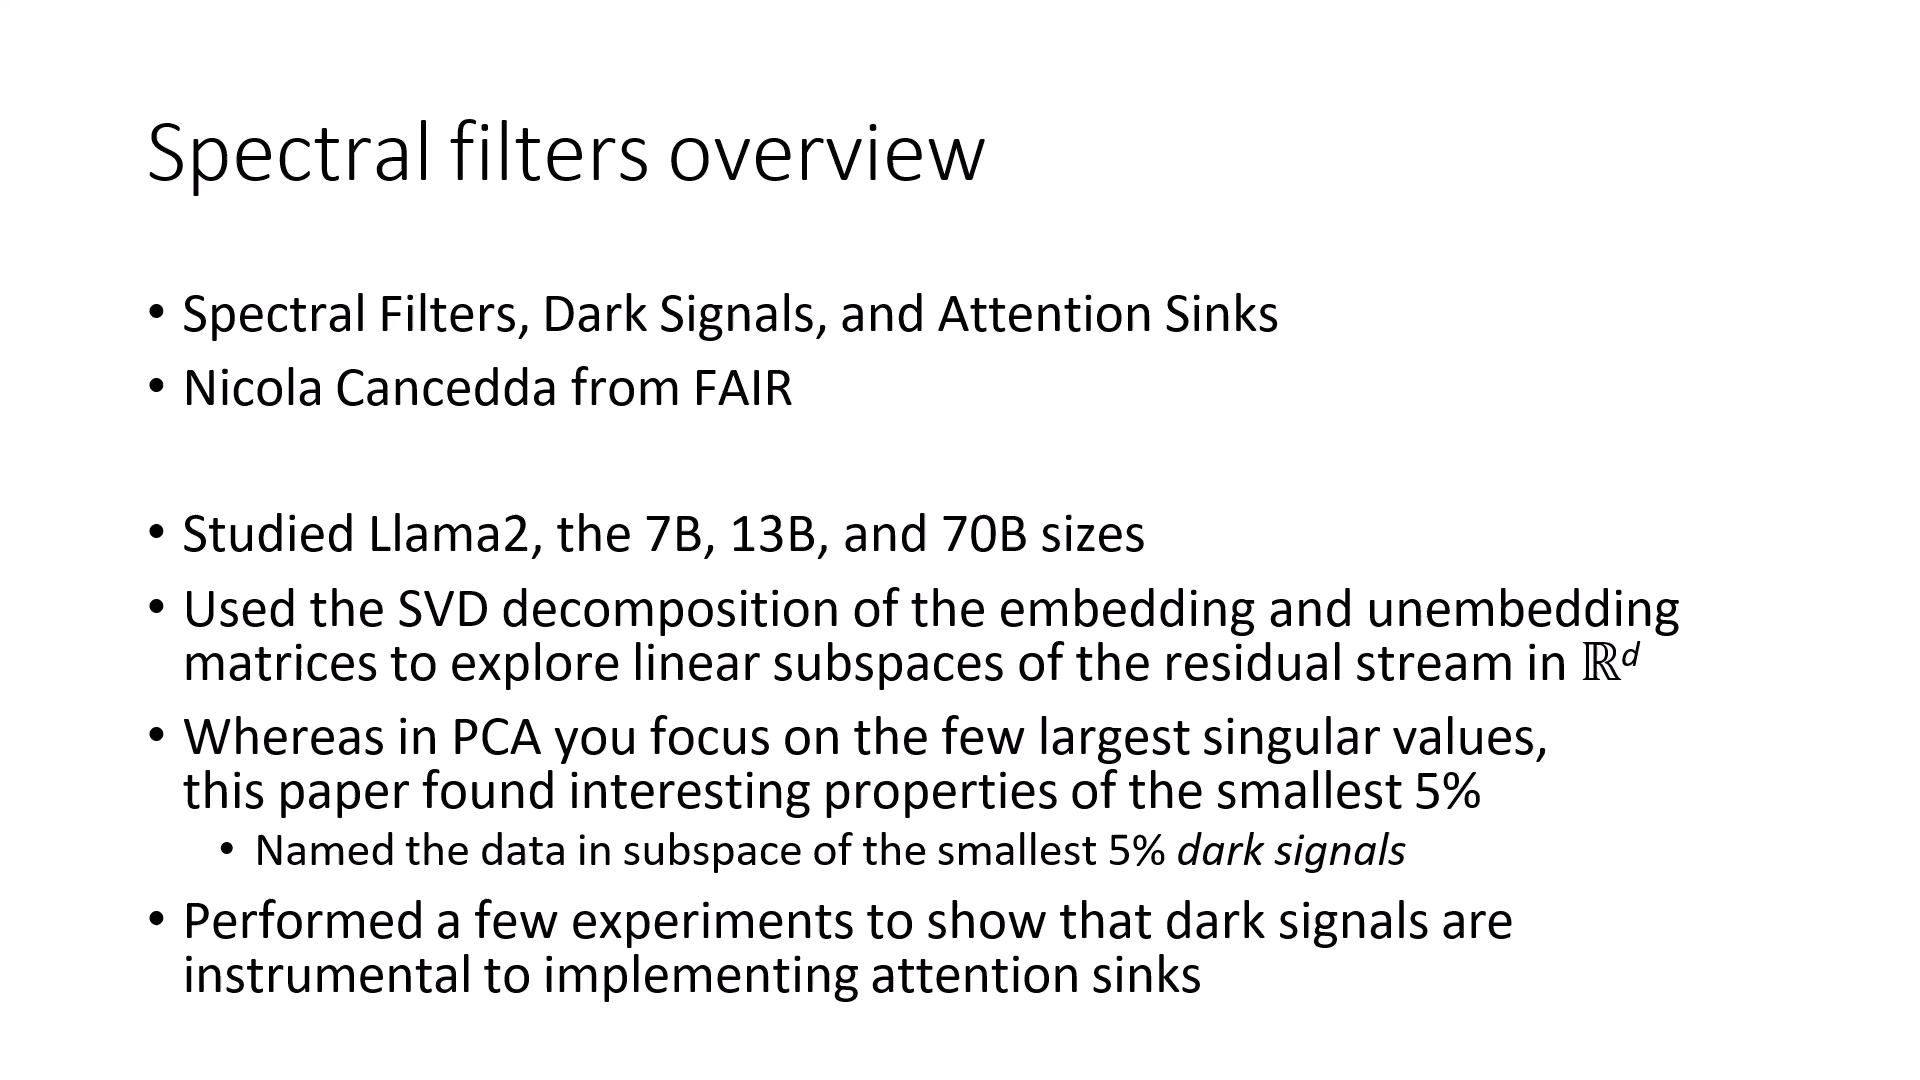 Spectral filters overview
• Spectral Filters, Dark Signals, and Attention Sinks
• Nicola Cancedda from FAIR
• Studied Llama2, the 7B, 13B, and 70B sizes
• Used the SVD decomposition of the embedding and unembedding
matrices to explore linear subspaces of the residual stream in ℝᵈ
• Whereas in PCA you focus on the few largest singular values,
this paper found interesting properties of the smallest 5%
• Named the data in subspace of the smallest 5% dark signals
• Performed a few experiments to show that dark signals are
instrumental to implementing attention sinks